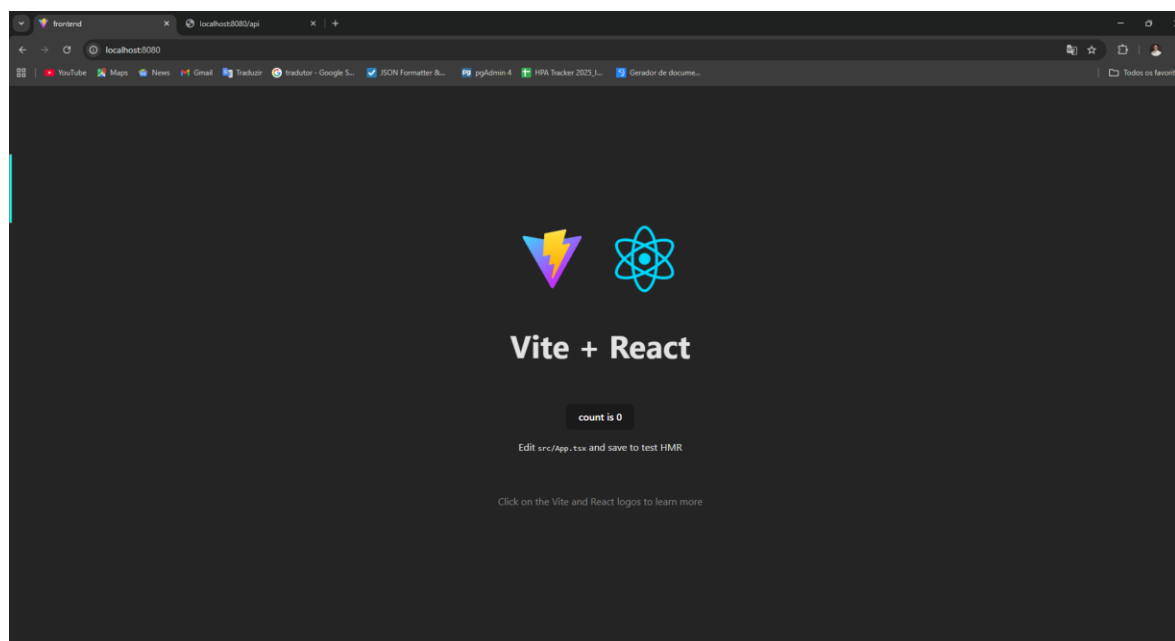 frontend
localhost:8080/api
localhost:8080
YouTube Maps News Gmail Traduzir tradutor - Google S... JSON Formatter &... pgAdmin 4 HPA Tracker 2025_I... Gerador de docume... Todos os favorit
Vite + React
count is 0
Edit src/App.tsx and save to test HMR
Click on the Vite and React logos to learn more